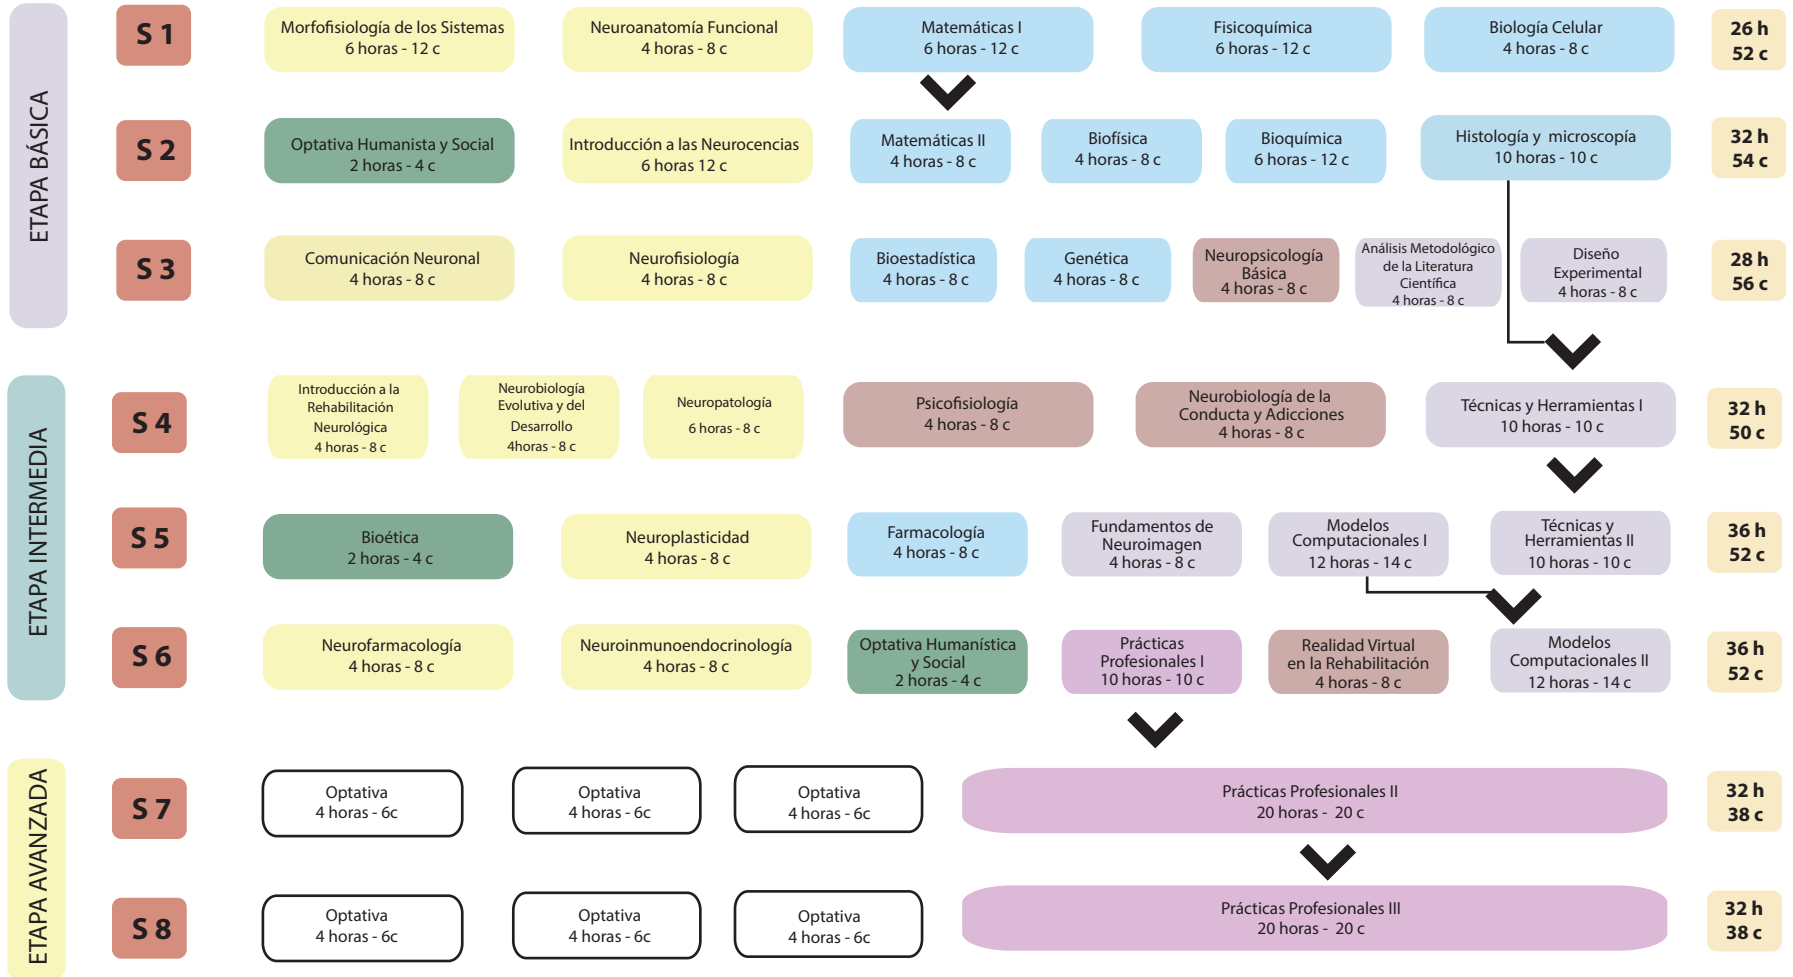 ETAPA BÁSICA
S 1
Morfofisiología de los Sistemas
6 horas - 12 c
Neuroanatomía Funcional
4 horas - 8 c
Matemáticas I
6 horas - 12 c
Fisicoquímica
6 horas - 12 c
Biología Celular
4 horas - 8 c
26 h
52 c
S 2
Optativa Humanista y Social
2 horas - 4 c
Introducción a las Neurocencias
6 horas 12 c
Matemáticas II
4 horas - 8 c
Biofísica
4 horas - 8 c
Bioquímica
6 horas - 12 c
Histología y microscopía
10 horas - 10 c
32 h
54 c
S 3
Comunicación Neuronal
4 horas - 8 c
Neurofisiología
4 horas - 8 c
Bioestadística
4 horas - 8 c
Genética
4 horas - 8 c
Neuropsicología
Básica
4 horas - 8 c
Análisis Metodológico
de la Literatura
Científica
4 horas - 8 c
Diseño
Experimental
4 horas - 8 c
28 h
56 c
ETAPA INTERMEDIA
S 4
Introducción a la
Rehabilitación
Neurológica
4 horas - 8 c
Neurobiología
Evolutiva y del
Desarrollo
4horas - 8 c
Neuropatología
6 horas - 8 c
Psicofisiología
4 horas - 8 c
Neurobiología de la
Conducta y Adicciones
4 horas - 8 c
Técnicas y Herramientas I
10 horas - 10 c
32 h
50 c
S 5
Bioética
2 horas - 4 c
Neuroplasticidad
4 horas - 8 c
Farmacología
4 horas - 8 c
Fundamentos de
Neuroimagen
4 horas - 8 c
Modelos
Computacionales I
12 horas - 14 c
Técnicas y
Herramientas II
10 horas - 10 c
36 h
52 c
S 6
Neurofarmacología
4 horas - 8 c
Neuroinmunoendocrinología
4 horas - 8 c
Optativa Humanística
y Social
2 horas - 4 c
Prácticas
Profesionales I
10 horas - 10 c
Realidad Virtual
en la Rehabilitación
4 horas - 8 c
Modelos
Computacionales II
12 horas - 14 c
36 h
52 c
ETAPA AVANZADA
S 7
Optativa
4 horas - 6c
Optativa
4 horas - 6c
Optativa
4 horas - 6c
Prácticas Profesionales II
20 horas - 20 c
32 h
38 c
S 8
Optativa
4 horas - 6c
Optativa
4 horas - 6c
Optativa
4 horas - 6c
Prácticas Profesionales III
20 horas - 20 c
32 h
38 c